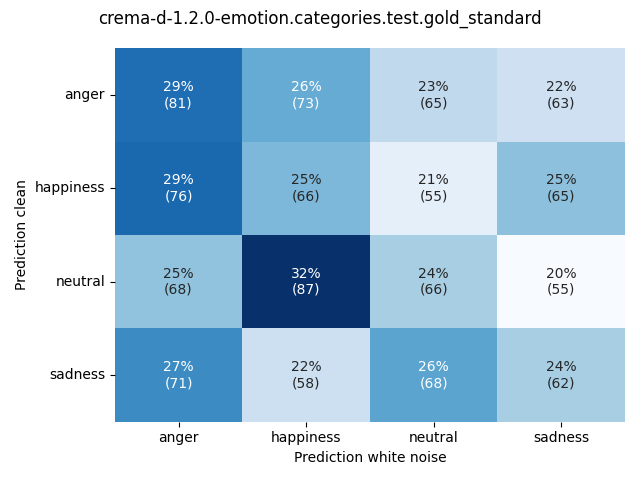 crema-d-1.2.0-emotion.categories.test.gold_standard
Prediction clean
anger
29% 26% 23% 22%
(81) (73) (65) (63)
happiness
29% 25% 21% 25%
(76) (66) (55) (65)
neutral
25% 32% 24% 20%
(68) (87) (66) (55)
sadness
27% 22% 26% 24%
(71) (58) (68) (62)
anger happiness neutral sadness
Prediction white noise